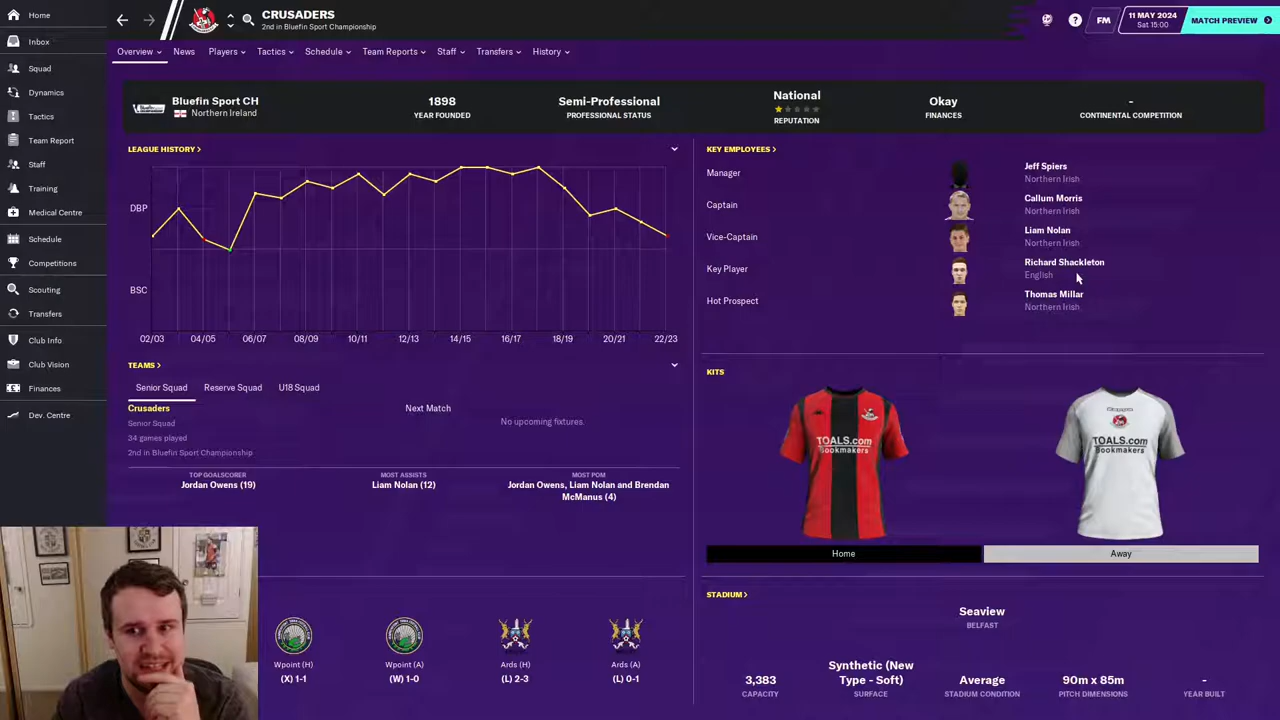 Home
Inbox
Squad
Dynamics
Tactics
Team Report
Staff
Training
Medical Centre
Schedule
Competitions
Scouting
Transfers
Club Info
Club Vision
Finances
Dev. Centre
CRUSADERS
2nd in Bluefin Sport Championship
FM
11 MAY 2024
Sat 15:00
MATCH PREVIEW
Overview
News
Players
Tactics
Schedule
Team Reports
Staff
Transfers
History
Bluefin Sport CH
Northern Ireland
1898
YEAR FOUNDED
Semi-Professional
PROFESSIONAL STATUS
National
REPUTATION
Okay
FINANCES
-
CONTINENTAL COMPETITION
LEAGUE HISTORY >
DBP
BSC
02/03 04/05 06/07 08/09 10/11 12/13 14/15 16/17 18/19 20/21 22/23
TEAMS >
Senior Squad Reserve Squad U18 Squad
Crusaders
Senior Squad
34 games played
2nd in Bluefin Sport Championship
Next Match
No upcoming fixtures.
TOP GOALSCORER
Jordan Owens (19)
MOST ASSISTS
Liam Nolan (12)
MOST POM
Jordan Owens, Liam Nolan and Brendan
McManus (4)
Wpoint (H)
(X) 1-1
Wpoint (A)
(W) 1-0
Ards (H)
(L) 2-3
Ards (A)
(L) 0-1
KEY EMPLOYEES >
Manager
Jeff Spiers
Northern Irish
Captain
Callum Morris
Northern Irish
Vice-Captain
Liam Nolan
Northern Irish
Key Player
Richard Shackleton
English
Hot Prospect
Thomas Millar
Northern Irish
KITS
TOALS.com
Bookmakers
TOALS.com
Bookmakers
Home
Away
STADIUM >
Seaview
BELFAST
3,383
CAPACITY
Synthetic (New
Type - Soft)
SURFACE
Average
STADIUM CONDITION
90m x 85m
PITCH DIMENSIONS
-
YEAR BUILT